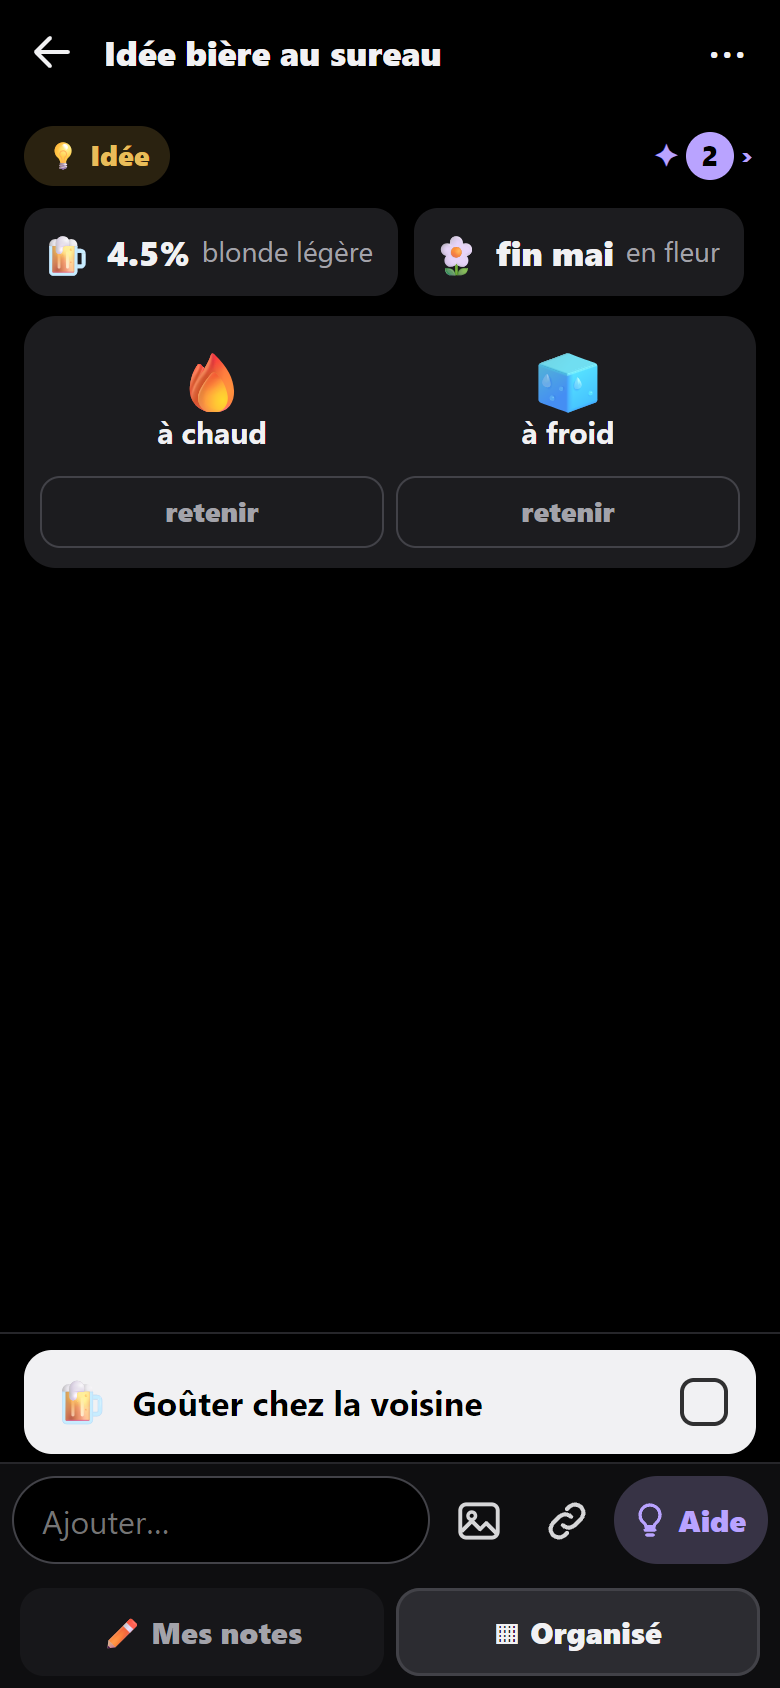 Idée bière au sureau
Idée
2
4.5% blonde légère
fin mai en fleur
à chaud
à froid
retenir
retenir
Goûter chez la voisine
Ajouter...
Aide
Mes notes
Organisé